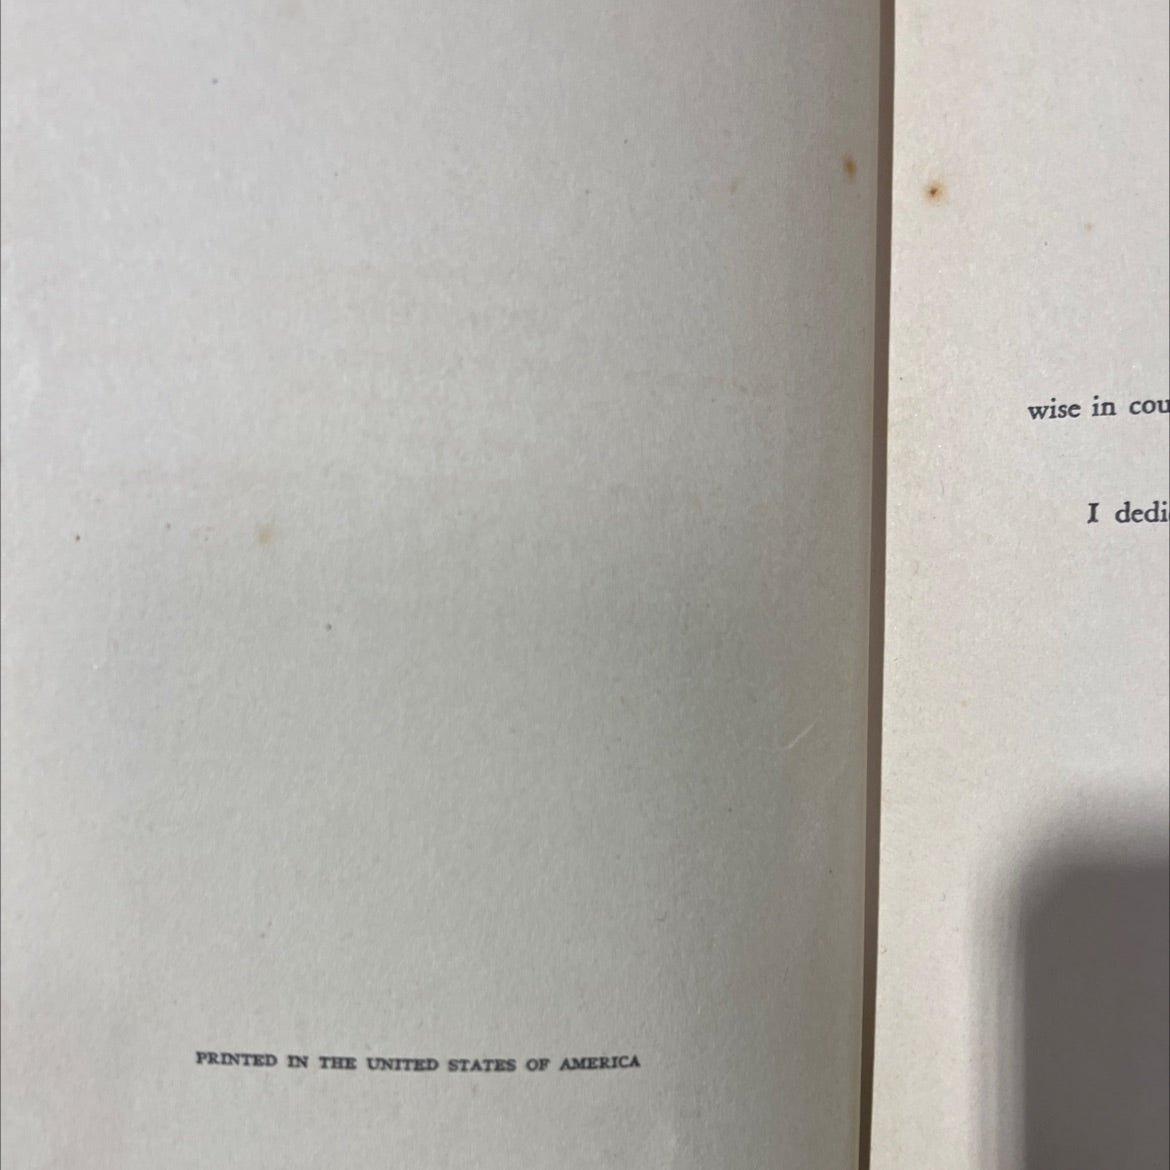 PRINTED IN THE UNITED STATES OF AMERICA
wise in cou
I dedi